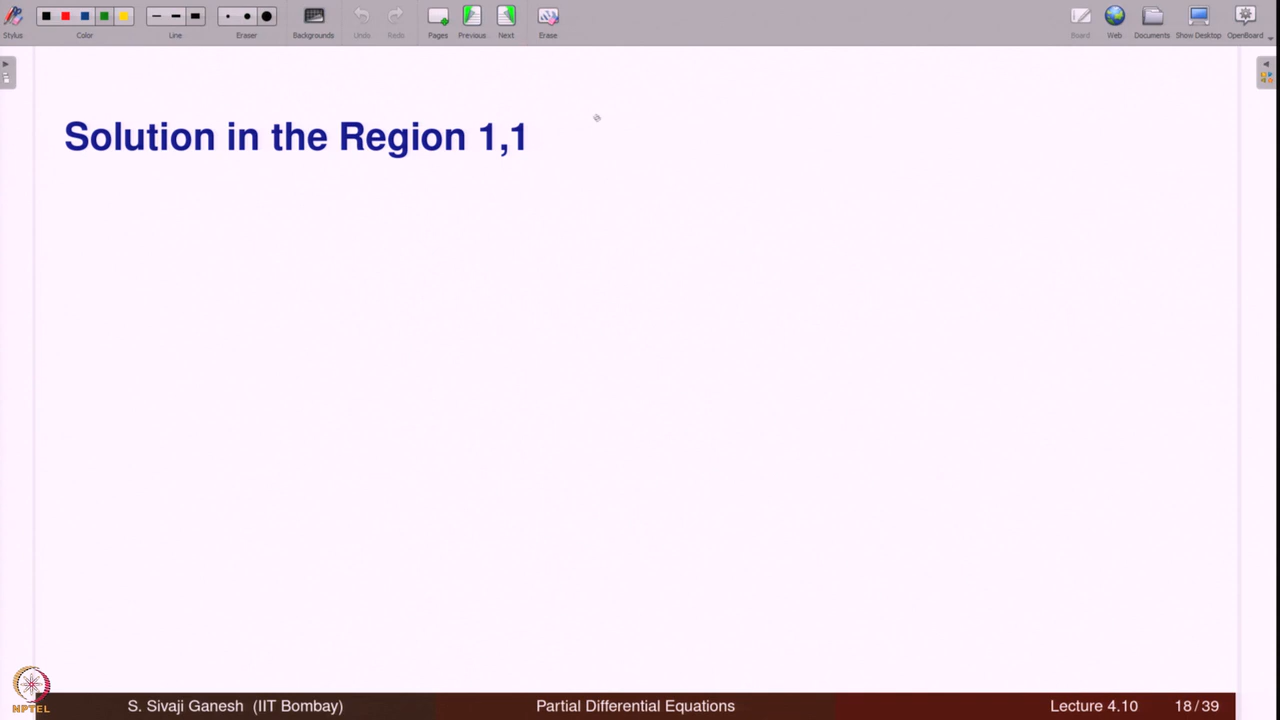 Stylus
Color
Line
Eraser
Backgrounds
Undo
Redo
Pages
Previous
Next
Erase
Board
Web
Documents
Show Desktop
OpenBoard
Solution in the Region 1,1
NPTEL
S. Sivaji Ganesh (IIT Bombay)
Partial Differential Equations
Lecture 4.10
18 / 39